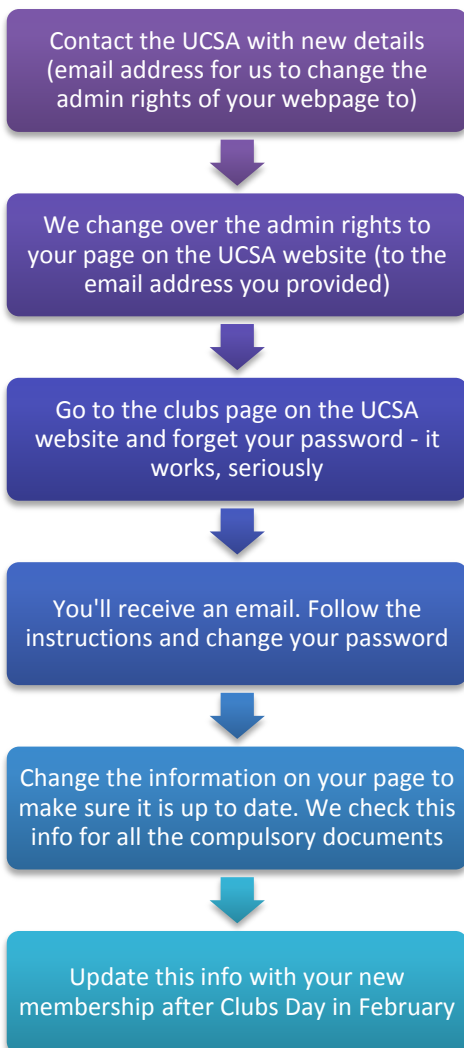 Contact the UCSA with new details
(email address for us to change the
admin rights of your webpage to)
We change over the admin rights to
your page on the UCSA website (to the
email address you provided)
Go to the clubs page on the UCSA
website and forget your password - it
works, seriously
You'll receive an email. Follow the
instructions and change your password
Change the information on your page to
make sure it is up to date. We check this
info for all the compulsory documents
Update this info with your new
membership after Clubs Day in February